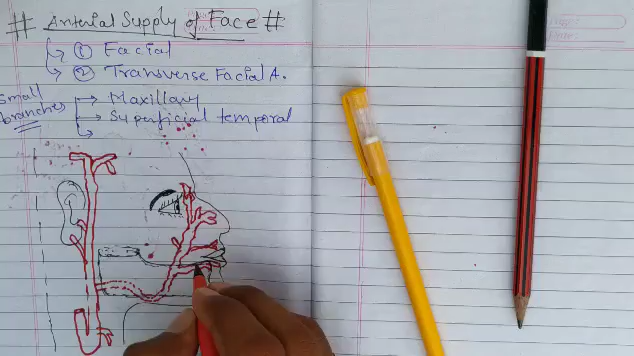 # Arterial Supply of Face #
① Facial
② Transverse Facial A.
Small branches
Maxillary
Superficial temporal